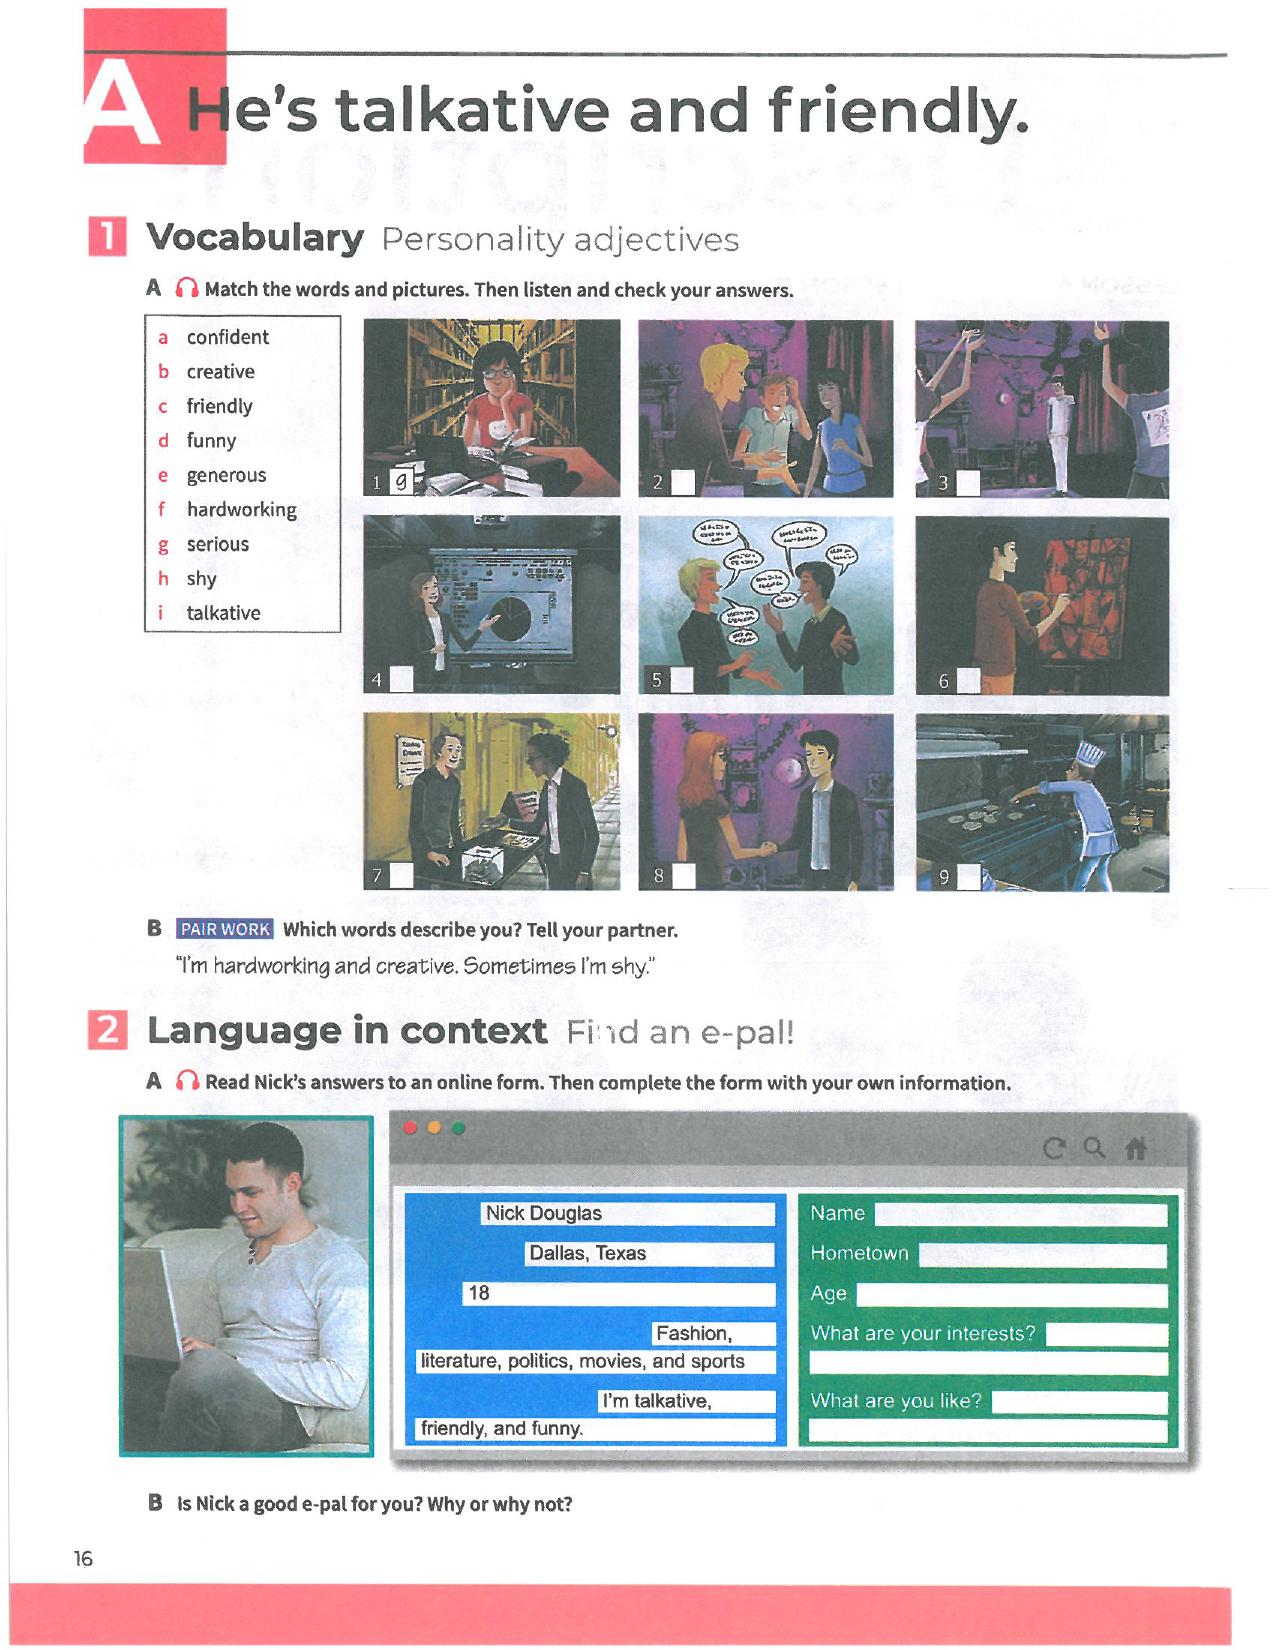 A He's talkative and friendly.
1 Vocabulary Personality adjectives
A Match the words and pictures. Then listen and check your answers.
a confident
b creative
c friendly
d funny
e generous
f hardworking
g serious
h shy
i talkative
1 g
2
3
4
5
6
7
8
9
B PAIR WORK Which words describe you? Tell your partner.
"I'm hardworking and creative. Sometimes I'm shy."
2 Language in context Find an e-pal!
A Read Nick's answers to an online form. Then complete the form with your own information.
Nick Douglas
Dallas, Texas
18
Fashion,
literature, politics, movies, and sports
I'm talkative,
friendly, and funny.
Name
Hometown
Age
What are your interests?
What are you like?
B Is Nick a good e-pal for you? Why or why not?
16